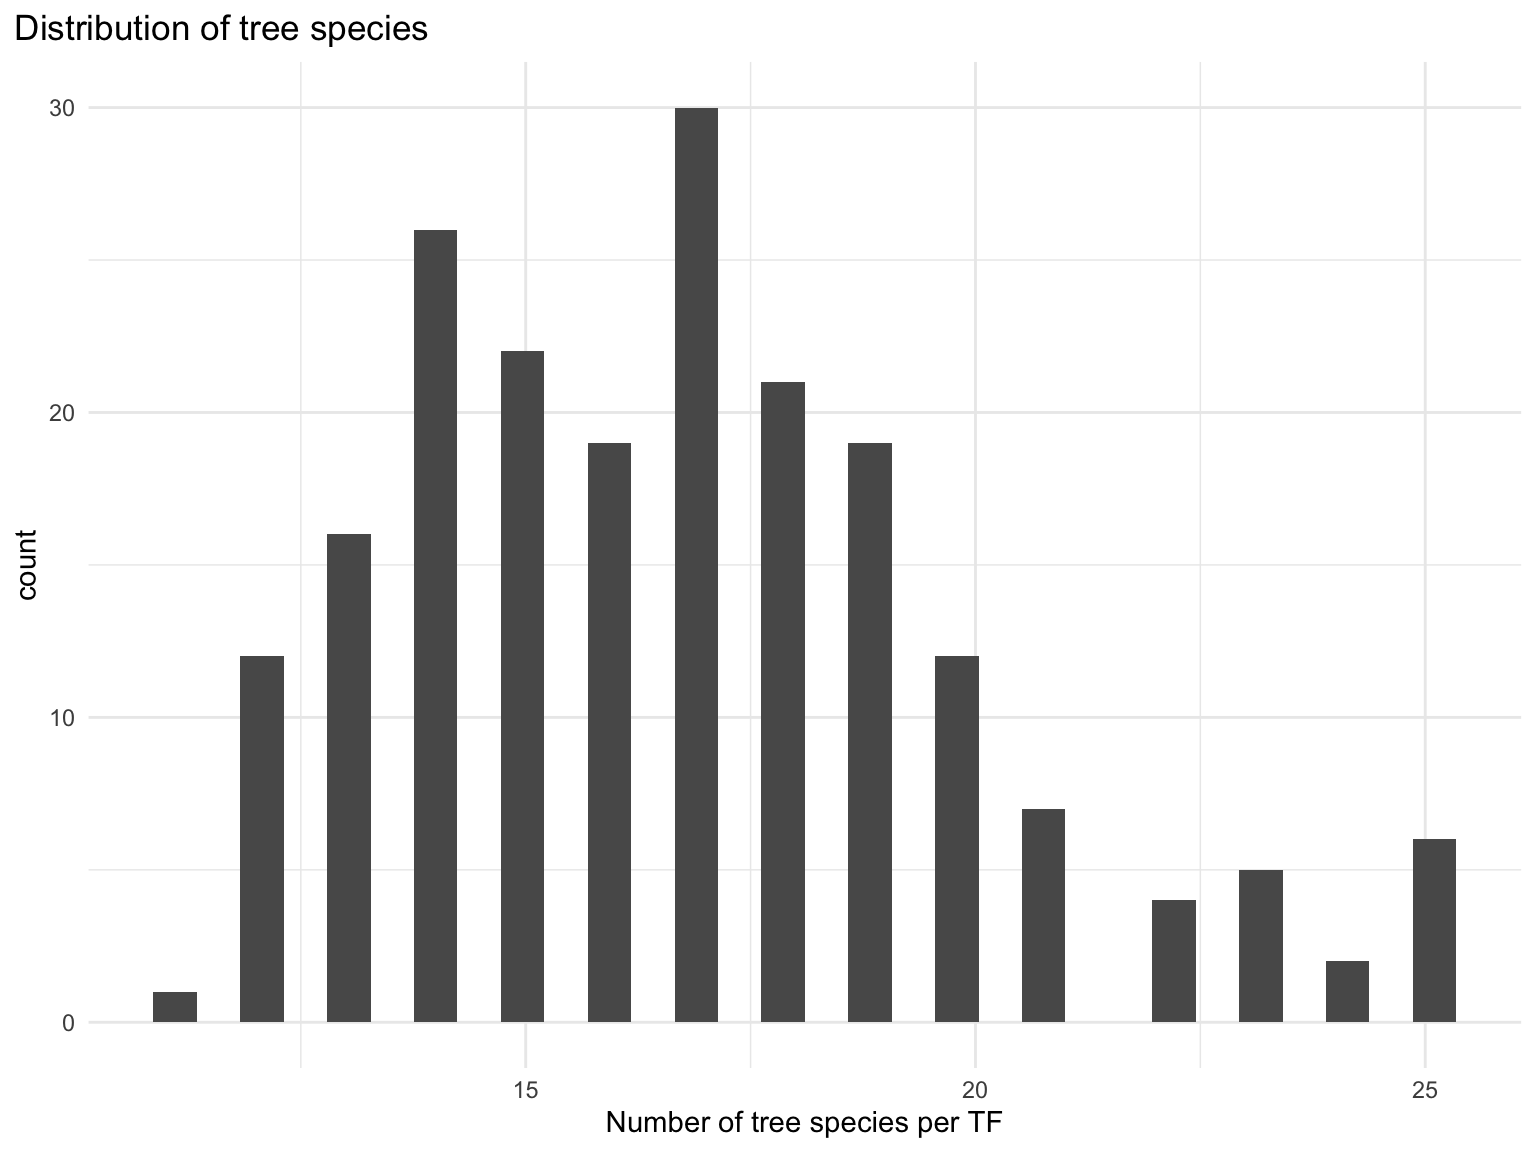 Distribution of tree species
30
20
10
0
count
15 20 25
Number of tree species per TF